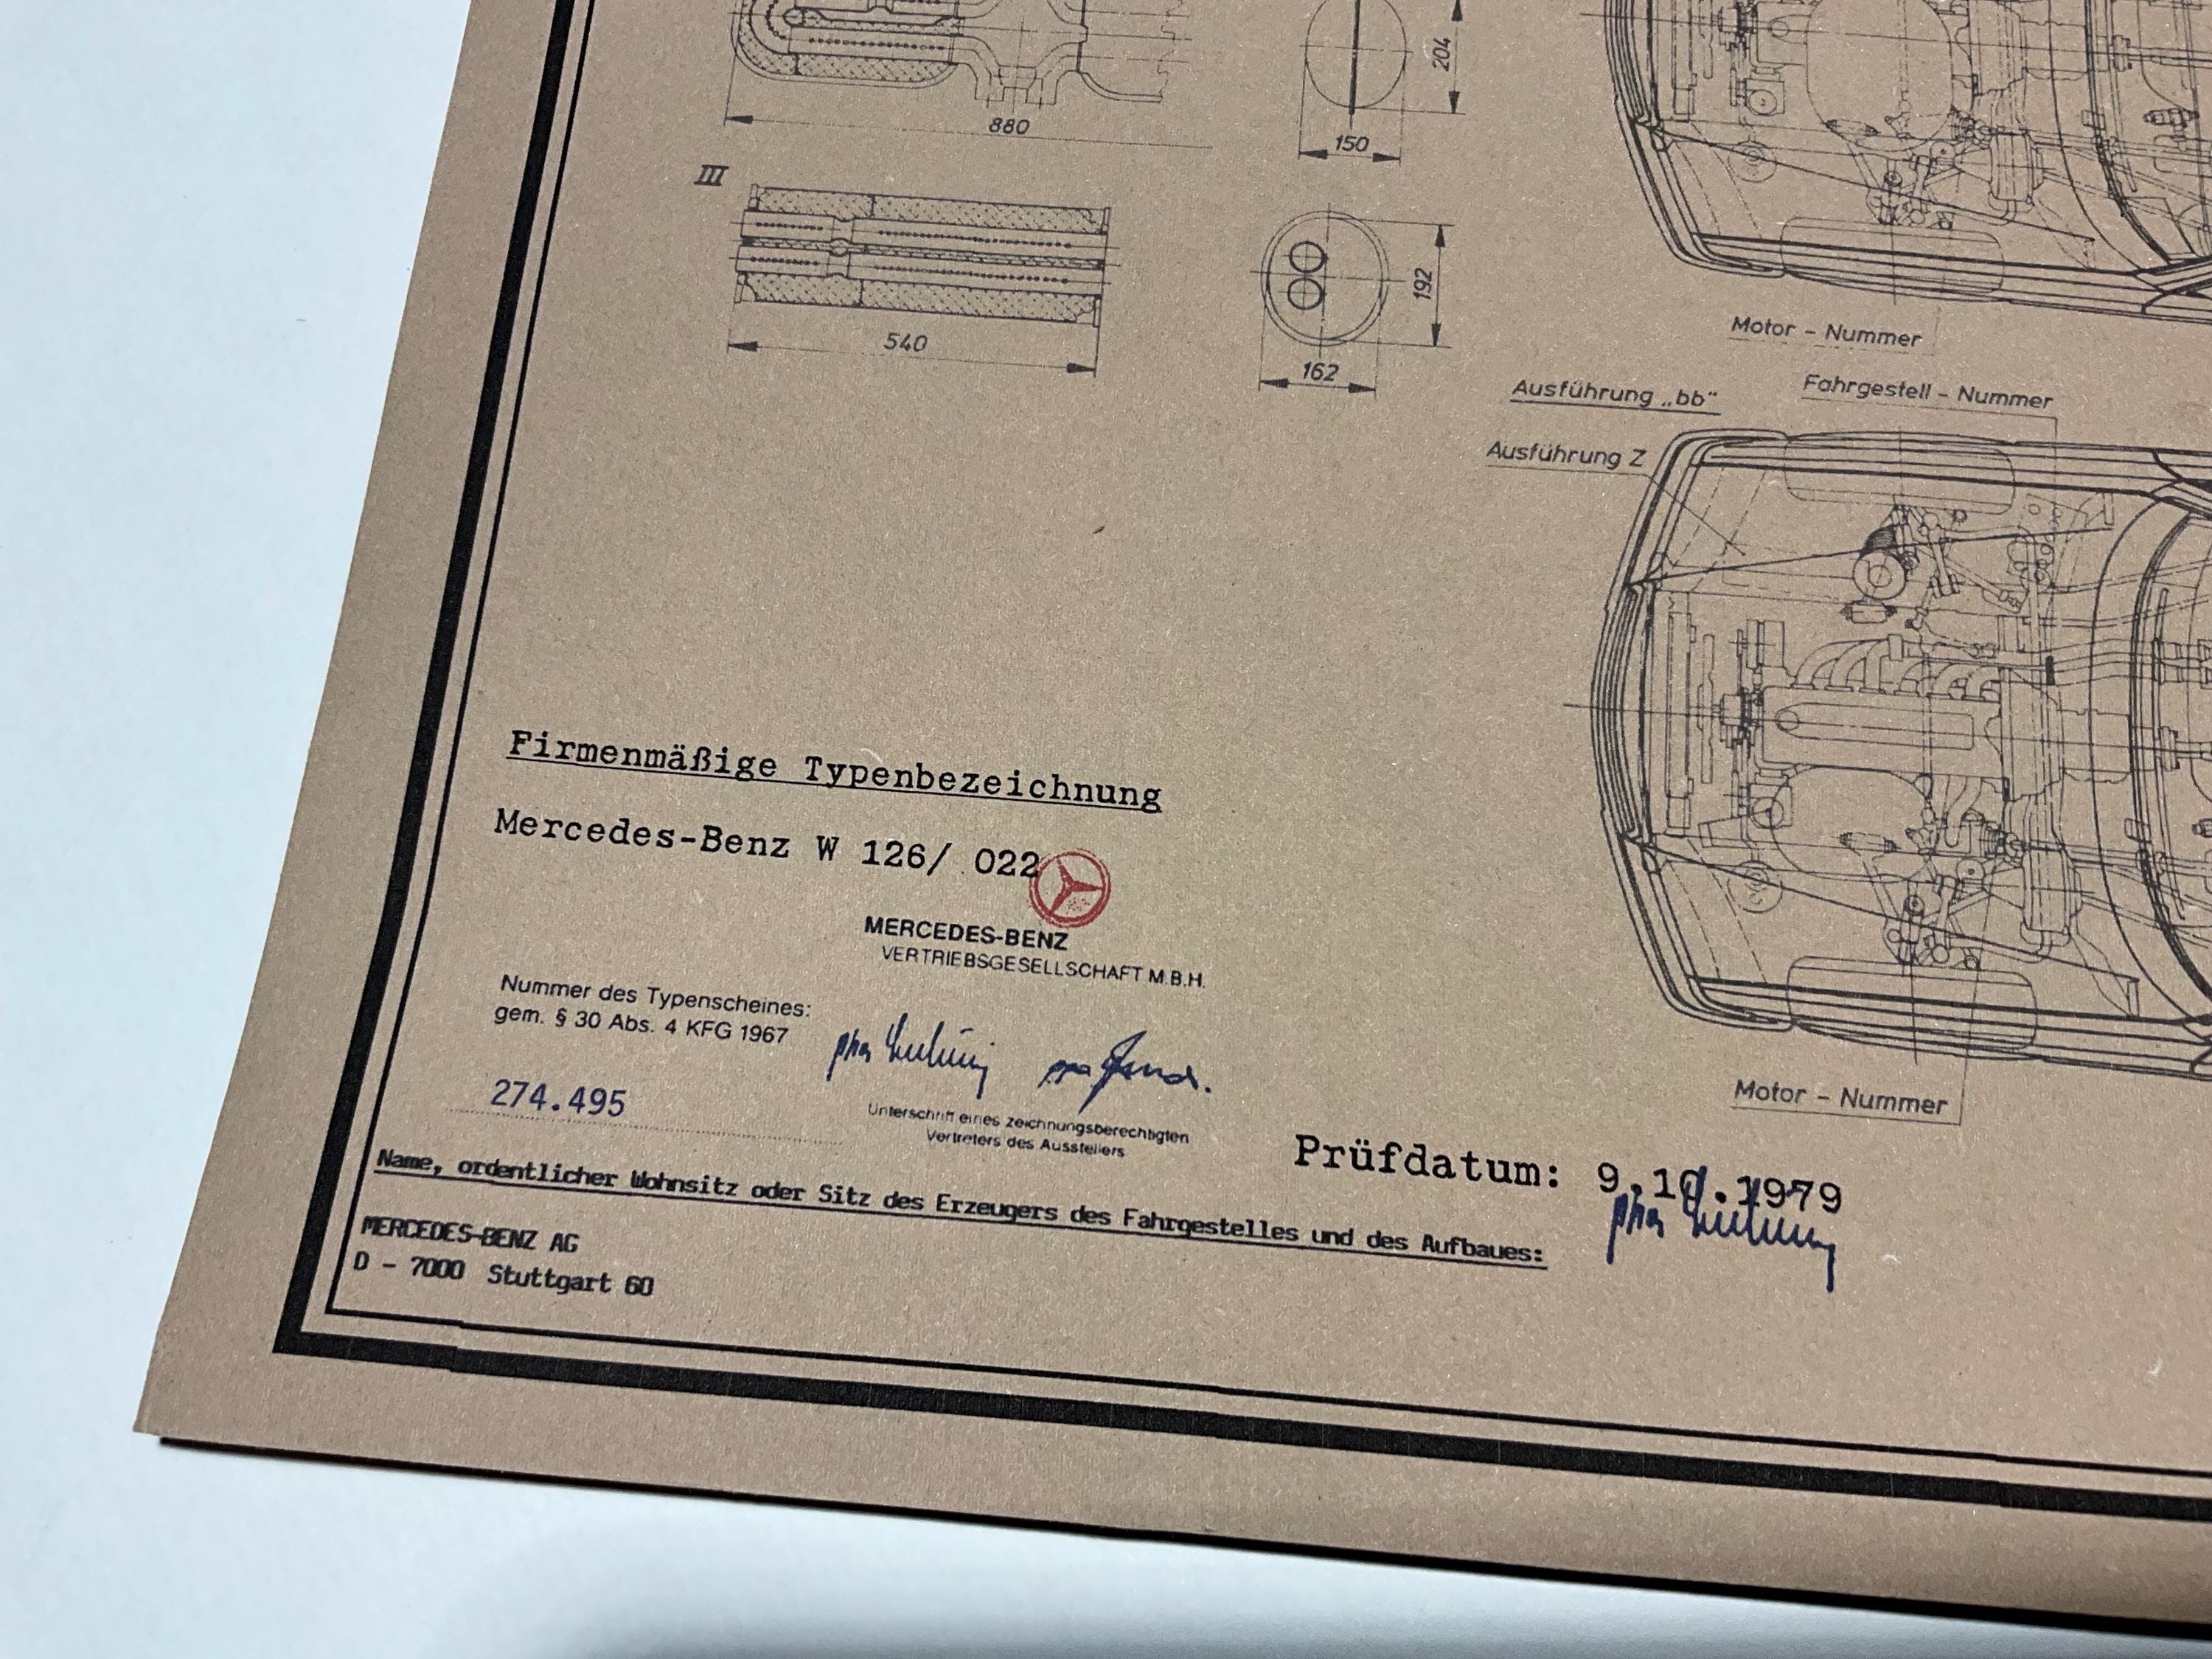 880
204
150
III
540
192
162
Motor - Nummer
Ausführung „bb“
Fahrgestell - Nummer
Ausführung Z
Firmenmäßige Typenbezeichnung
Mercedes-Benz W 126/ 022
MERCEDES-BENZ
VERTRIEBSGESELLSCHAFT M.B.H.
Nummer des Typenscheines:
gem. § 30 Abs. 4 KFG 1967
274.495
Unterschrift eines zeichnungsberechtigten
Vertreters des Ausstellers
Motor - Nummer
Prüfdatum: 9.10.1979
Name, ordentlicher Wohnsitz oder Sitz des Erzeugers des Fahrgestelles und des Aufbaues:
MERCEDES-BENZ AG
D - 7000 Stuttgart 60